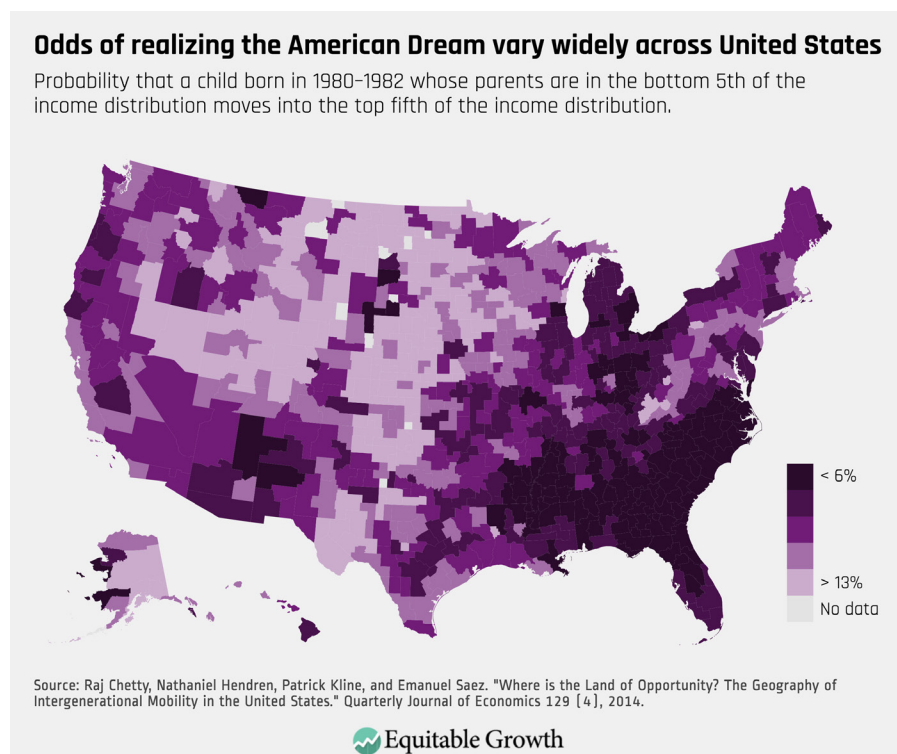 Odds of realizing the American Dream vary widely across United States
Probability that a child born in 1980–1982 whose parents are in the bottom 5th of the
income distribution moves into the top fifth of the income distribution.
< 6%
> 13%
No data
Source: Raj Chetty, Nathaniel Hendren, Patrick Kline, and Emanuel Saez. "Where is the Land of Opportunity? The Geography of
Intergenerational Mobility in the United States." Quarterly Journal of Economics 129 (4), 2014.
Equitable Growth